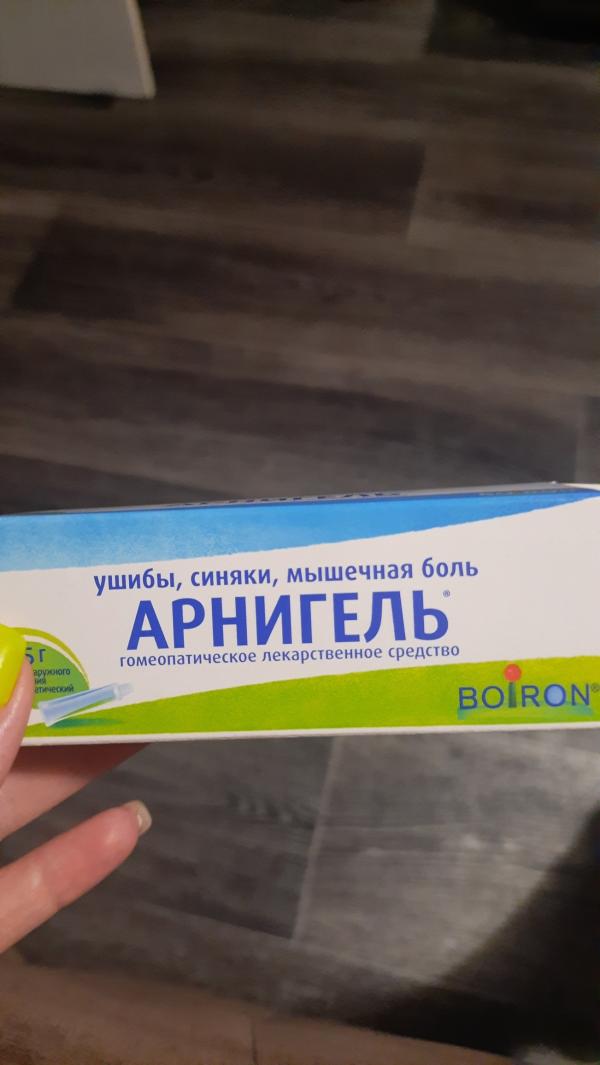 ушибы, синяки, мышечная боль
АРНИГЕЛЬ®
гомеопатическое лекарственное средство
г
BOIRON®